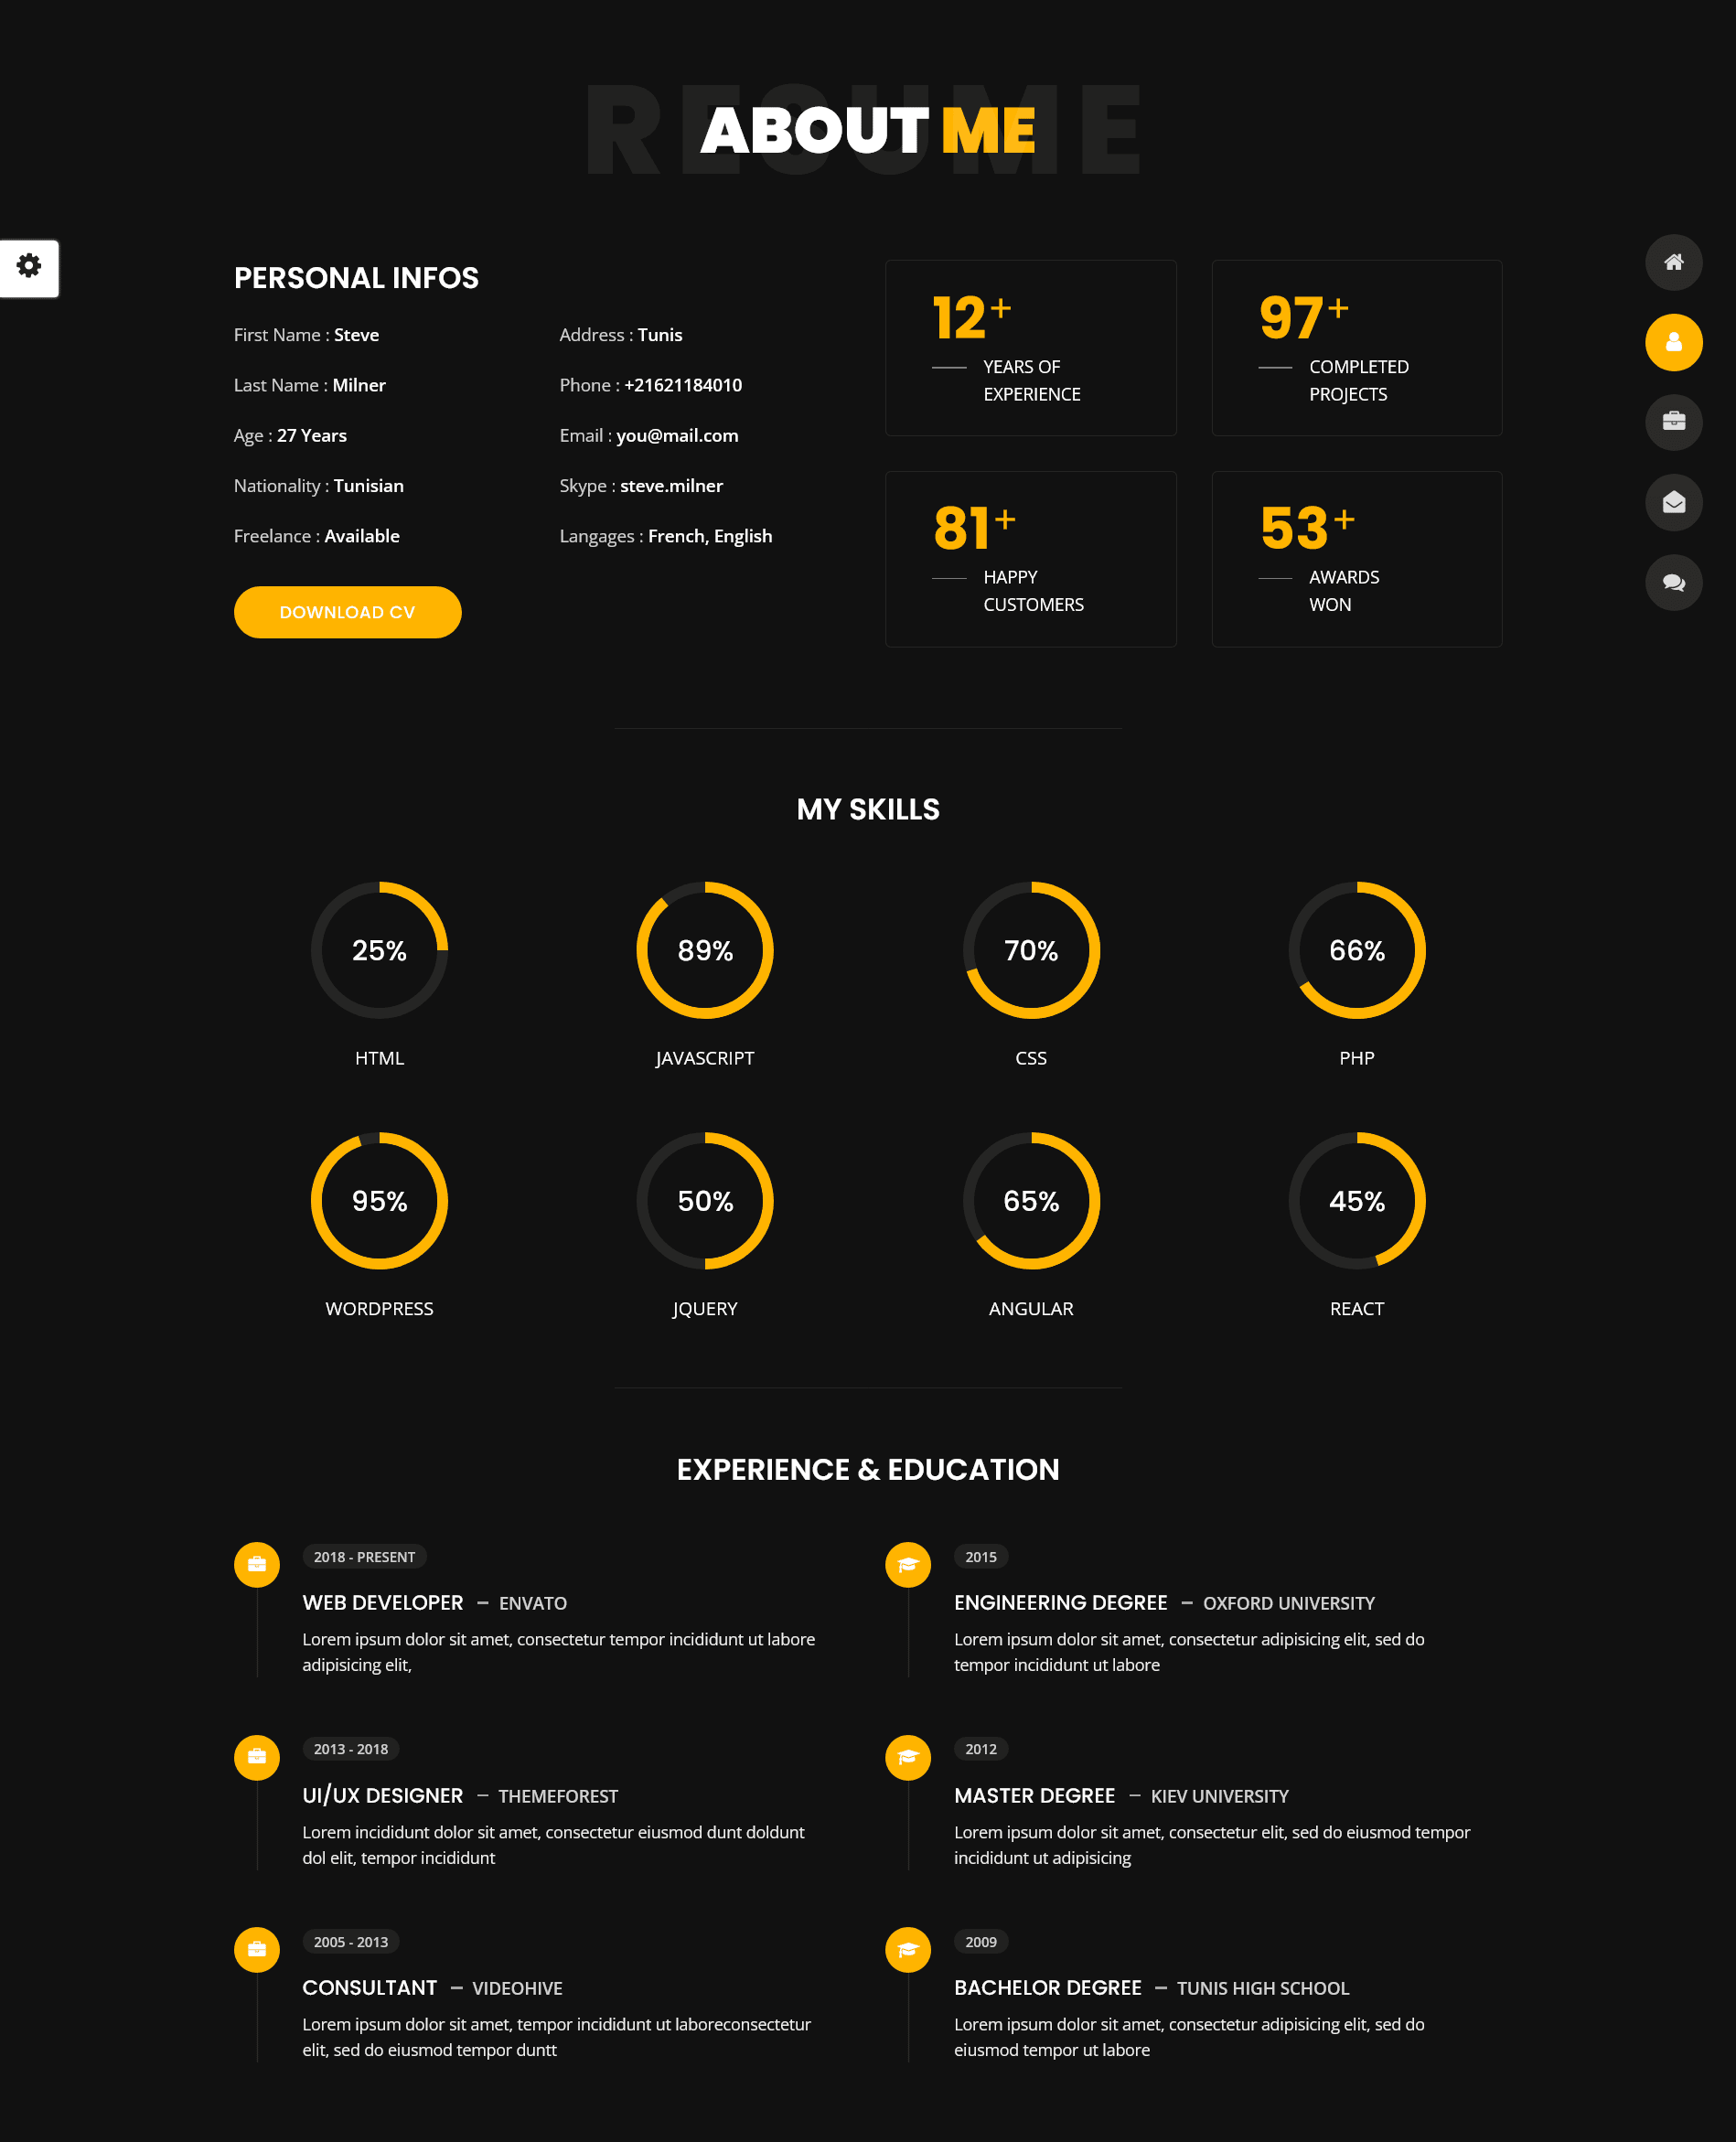 RESUME
ABOUT ME
PERSONAL INFOS
First Name : Steve
Last Name : Milner
Age : 27 Years
Nationality : Tunisian
Freelance : Available
Address : Tunis
Phone : +21621184010
Email : you@mail.com
Skype : steve.milner
Langages : French, English
DOWNLOAD CV
12+
YEARS OF
EXPERIENCE
97+
COMPLETED
PROJECTS
81+
HAPPY
CUSTOMERS
53+
AWARDS
WON
MY SKILLS
25%
HTML
89%
JAVASCRIPT
70%
CSS
66%
PHP
95%
WORDPRESS
50%
JQUERY
65%
ANGULAR
45%
REACT
EXPERIENCE & EDUCATION
2018 - PRESENT
WEB DEVELOPER – ENVATO
Lorem ipsum dolor sit amet, consectetur tempor incididunt ut labore
adipisicing elit,
2013 - 2018
UI/UX DESIGNER – THEMEFOREST
Lorem incididunt dolor sit amet, consectetur eiusmod dunt doldunt
dol elit, tempor incididunt
2005 - 2013
CONSULTANT – VIDEOHIVE
Lorem ipsum dolor sit amet, tempor incididunt ut laboreconsectetur
elit, sed do eiusmod tempor duntt
2015
ENGINEERING DEGREE – OXFORD UNIVERSITY
Lorem ipsum dolor sit amet, consectetur adipisicing elit, sed do
tempor incididunt ut labore
2012
MASTER DEGREE – KIEV UNIVERSITY
Lorem ipsum dolor sit amet, consectetur elit, sed do eiusmod tempor
incididunt ut adipisicing
2009
BACHELOR DEGREE – TUNIS HIGH SCHOOL
Lorem ipsum dolor sit amet, consectetur adipisicing elit, sed do
eiusmod tempor ut labore